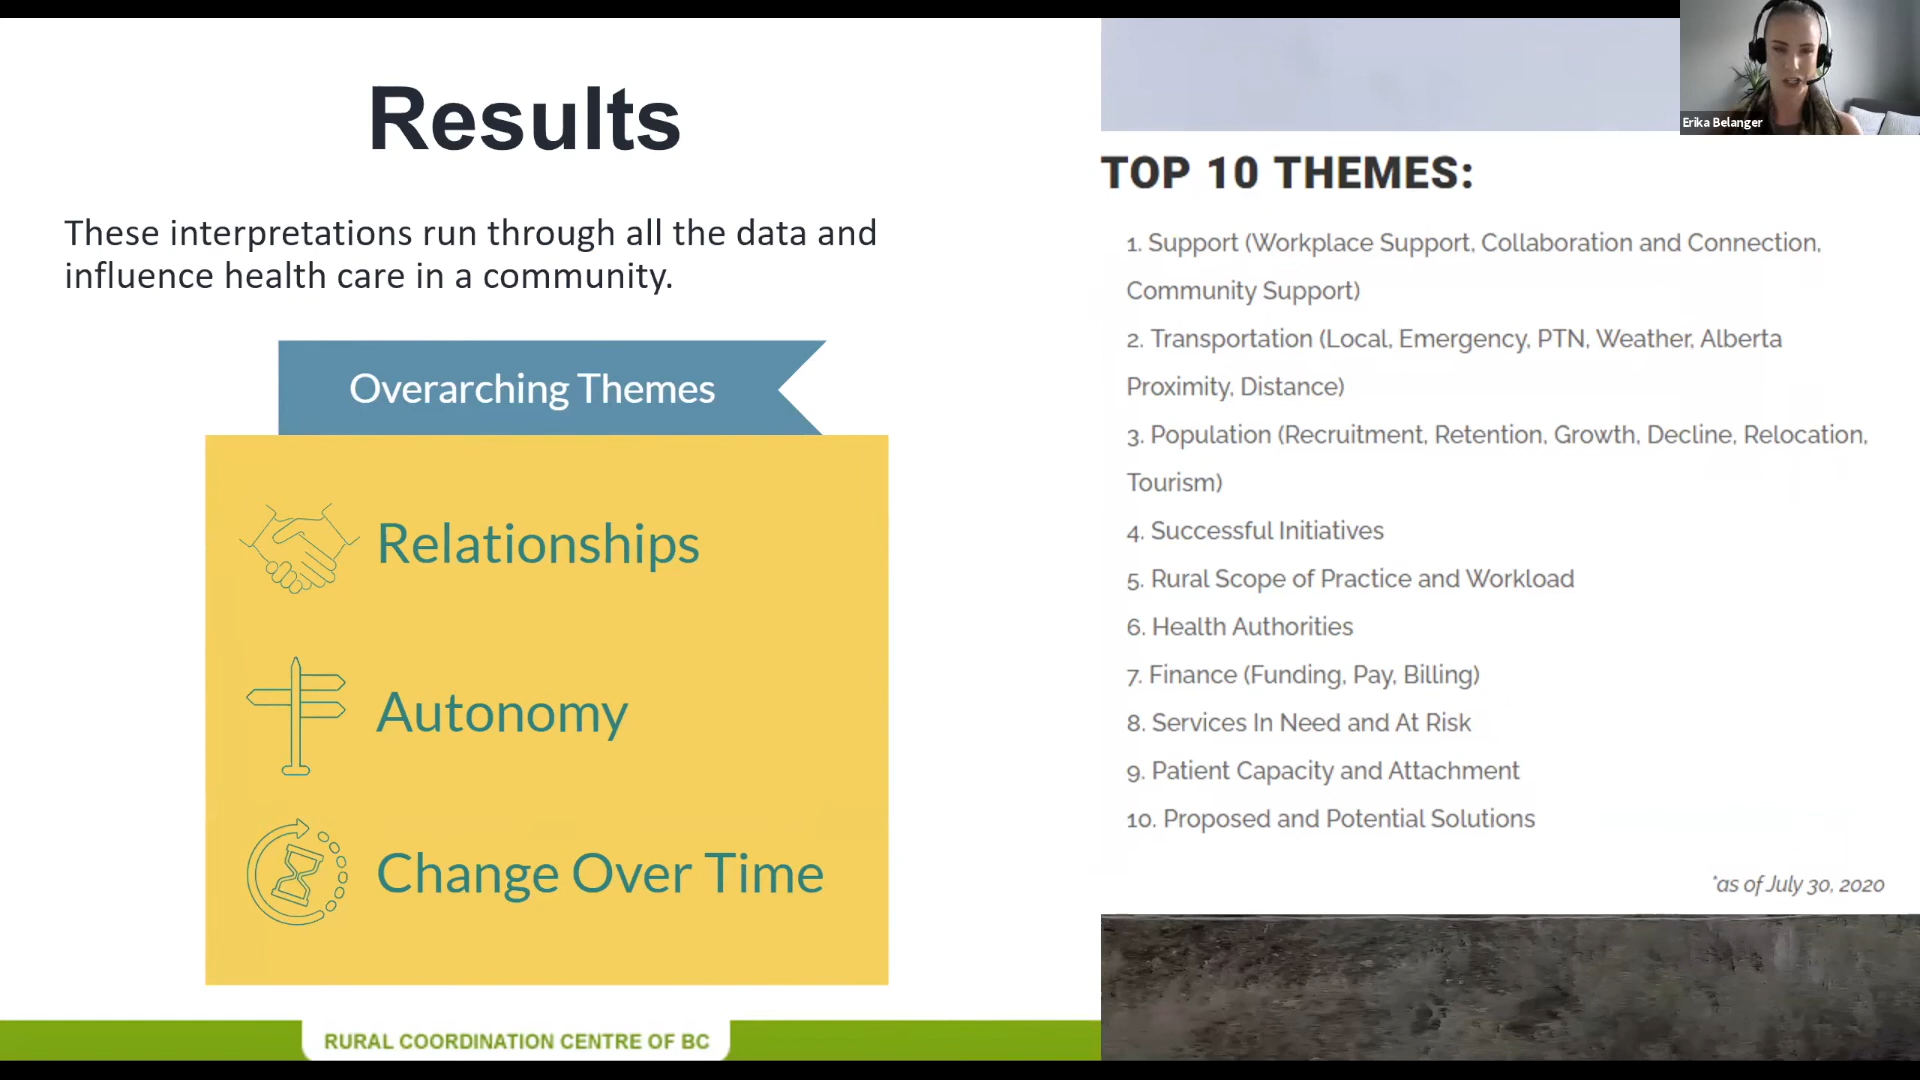 Results
These interpretations run through all the data and
influence health care in a community.
Overarching Themes
Relationships
Autonomy
Change Over Time
RURAL COORDINATION CENTRE OF BC
Erika Belanger
TOP 10 THEMES:
1. Support (Workplace Support, Collaboration and Connection,
Community Support)
2. Transportation (Local, Emergency, PTN, Weather, Alberta
Proximity, Distance)
3. Population (Recruitment, Retention, Growth, Decline, Relocation,
Tourism)
4. Successful Initiatives
5. Rural Scope of Practice and Workload
6. Health Authorities
7. Finance (Funding, Pay, Billing)
8. Services In Need and At Risk
9. Patient Capacity and Attachment
10. Proposed and Potential Solutions
*as of July 30, 2020